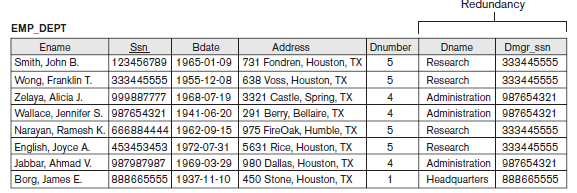 Redundancy
EMP_DEPT
Ename Ssn Bdate Address Dnumber Dname Dmgr_ssn
Smith, John B. 123456789 1965-01-09 731 Fondren, Houston, TX 5 Research 333445555
Wong, Franklin T. 333445555 1955-12-08 638 Voss, Houston, TX 5 Research 333445555
Zelaya, Alicia J. 999887777 1968-07-19 3321 Castle, Spring, TX 4 Administration 987654321
Wallace, Jennifer S. 987654321 1941-06-20 291 Berry, Bellaire, TX 4 Administration 987654321
Narayan, Ramesh K. 666884444 1962-09-15 975 FireOak, Humble, TX 5 Research 333445555
English, Joyce A. 453453453 1972-07-31 5631 Rice, Houston, TX 5 Research 333445555
Jabbar, Ahmad V. 987987987 1969-03-29 980 Dallas, Houston, TX 4 Administration 987654321
Borg, James E. 888665555 1937-11-10 450 Stone, Houston, TX 1 Headquarters 888665555